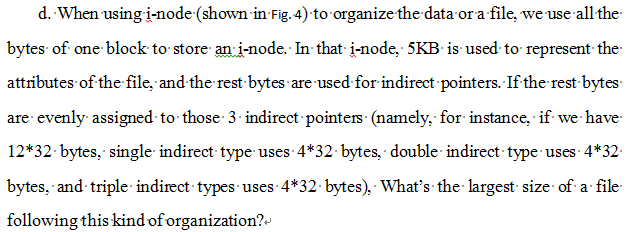 d. When using i-node (shown in Fig. 4) to organize the data or a file, we use all the
bytes of one block to store an i-node. In that i-node, 5KB is used to represent the
attributes of the file, and the rest bytes are used for indirect pointers. If the rest bytes
are evenly assigned to those 3 indirect pointers (namely, for instance, if we have
12*32 bytes, single indirect type uses 4*32 bytes, double indirect type uses 4*32
bytes, and triple indirect types uses 4*32 bytes), What's the largest size of a file
following this kind of organization?